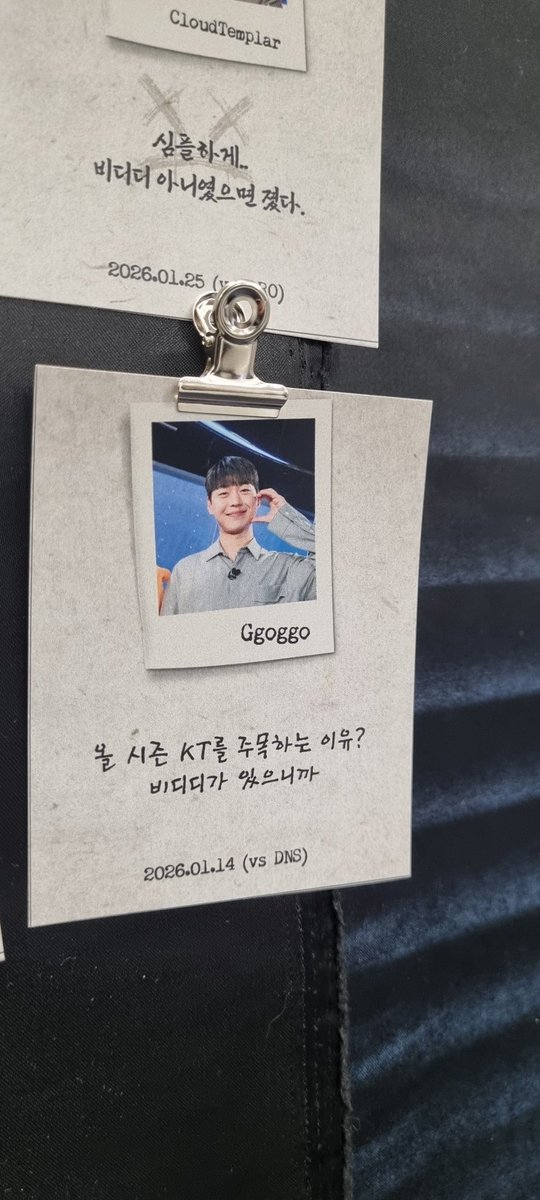 CloudTemplar
심플하게..
비디디 아니였으면 졌다.
2026.01.25 (v
O)
Ggoggo
올 시즌 KT를 주목하는 이유?
비디디가 있으니까
2026.01.14 (vs DNS)